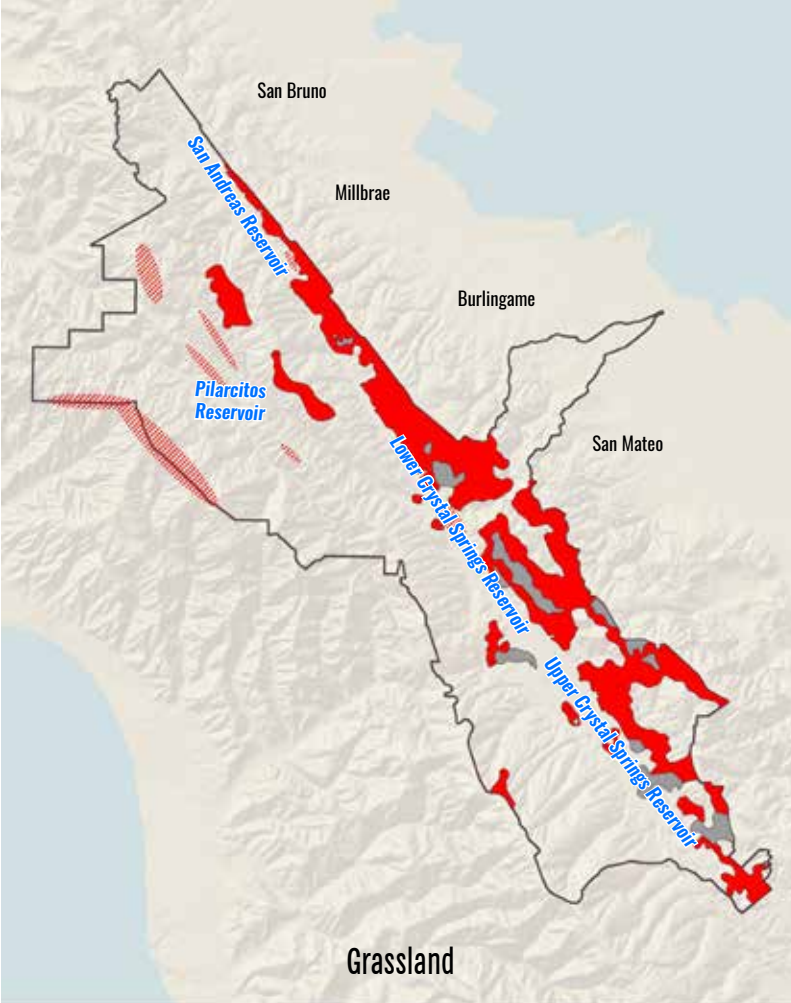 San Bruno
San Andreas Reservoir
Millbrae
Burlingame
Pilarcitos
Reservoir
San Mateo
Lower Crystal Springs Reservoir
Upper Crystal Springs Reservoir
Grassland